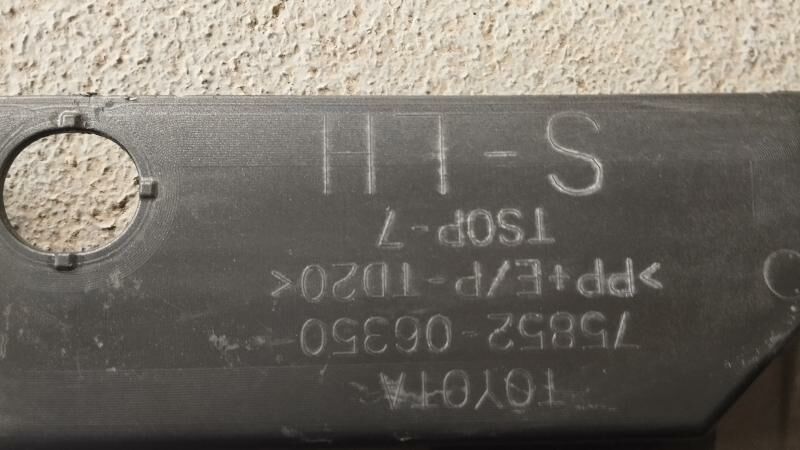 TOYOTA
75852-06350
>PP+E/P-TD20<
TSOP-7
S-LH